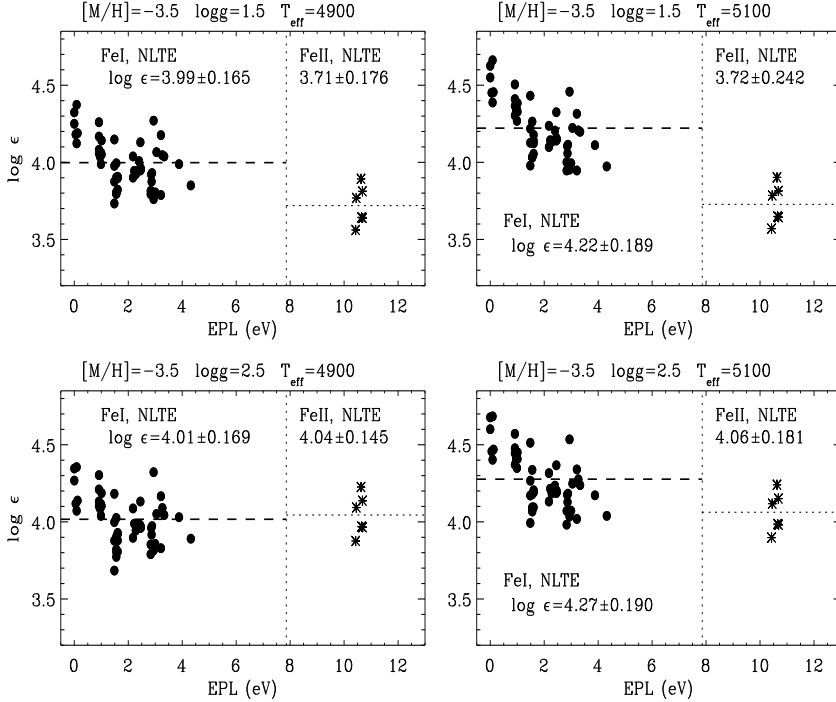 [M/H]=−3.5 logg=1.5 T_eff=4900
FeI, NLTE
log ϵ=3.99±0.165
FeII, NLTE
3.71±0.176
4.5
4.0
3.5
log ϵ
0 2 4 6 8 10 12
EPL (eV)
[M/H]=−3.5 logg=1.5 T_eff=5100
FeII, NLTE
3.72±0.242
FeI, NLTE
log ϵ=4.22±0.189
4.5
4.0
3.5
0 2 4 6 8 10 12
EPL (eV)
[M/H]=−3.5 logg=2.5 T_eff=4900
FeI, NLTE
log ϵ=4.01±0.169
FeII, NLTE
4.04±0.145
4.5
4.0
3.5
log ϵ
0 2 4 6 8 10 12
EPL (eV)
[M/H]=−3.5 logg=2.5 T_eff=5100
FeII, NLTE
4.06±0.181
FeI, NLTE
log ϵ=4.27±0.190
4.5
4.0
3.5
0 2 4 6 8 10 12
EPL (eV)